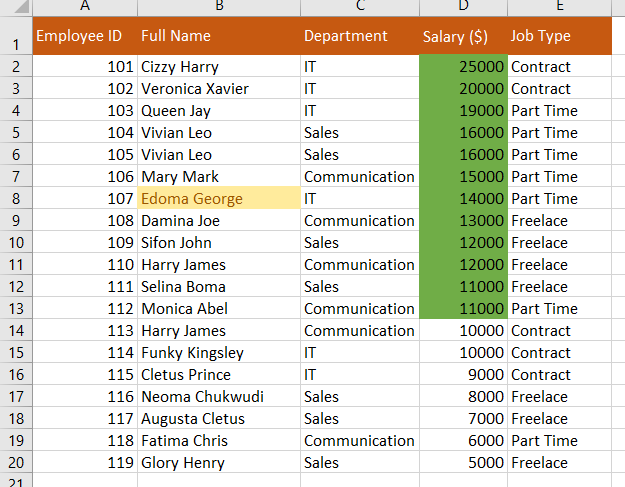 A B C D E
1 Employee ID Full Name Department Salary ($) Job Type
2 101 Cizzy Harry IT 25000 Contract
3 102 Veronica Xavier IT 20000 Contract
4 103 Queen Jay IT 19000 Part Time
5 104 Vivian Leo Sales 16000 Part Time
6 105 Vivian Leo Sales 16000 Part Time
7 106 Mary Mark Communication 15000 Part Time
8 107 Edoma George IT 14000 Part Time
9 108 Damina Joe Communication 13000 Freelace
10 109 Sifon John Sales 12000 Freelace
11 110 Harry James Communication 12000 Freelace
12 111 Selina Boma Sales 11000 Freelace
13 112 Monica Abel Communication 11000 Part Time
14 113 Harry James Communication 10000 Contract
15 114 Funky Kingsley IT 10000 Contract
16 115 Cletus Prince IT 9000 Contract
17 116 Neoma Chukwudi Sales 8000 Freelace
18 117 Augusta Cletus Sales 7000 Freelace
19 118 Fatima Chris Communication 6000 Part Time
20 119 Glory Henry Sales 5000 Freelace
21